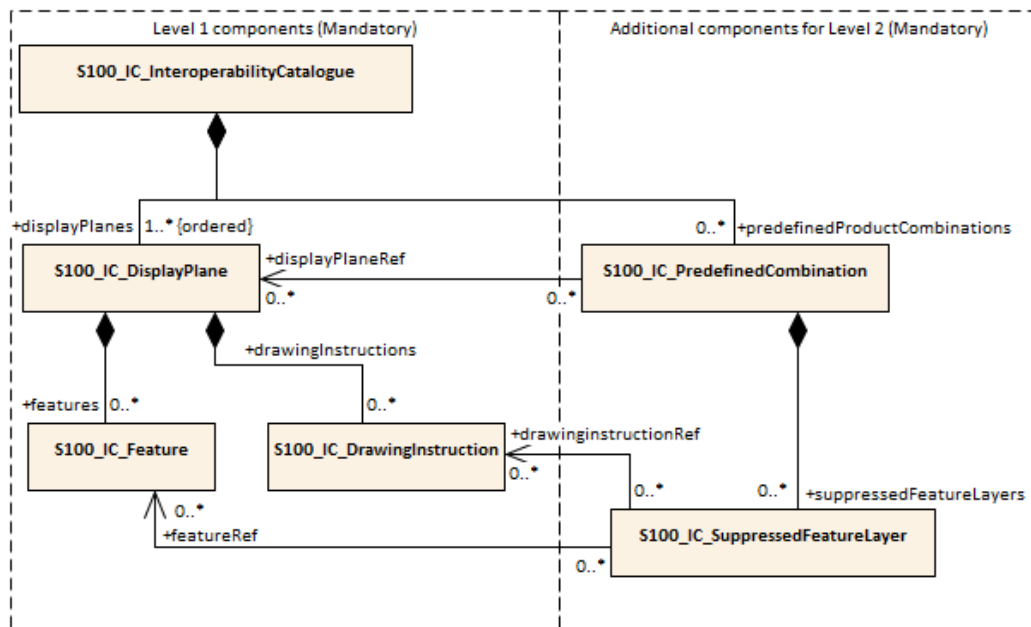 Level 1 components (Mandatory)
Additional components for Level 2 (Mandatory)
S100_IC_InteroperabilityCatalogue
+displayPlanes
1..* {ordered}
0..*
+predefinedProductCombinations
S100_IC_DisplayPlane
+displayPlaneRef
0..*
0..*
S100_IC_PredefinedCombination
+drawingInstructions
+features
0..*
0..*
S100_IC_Feature
S100_IC_DrawingInstruction
+drawinginstructionRef
0..*
0..*
0..*
+suppressedFeatureLayers
0..*
+featureRef
S100_IC_SuppressedFeatureLayer
0..*